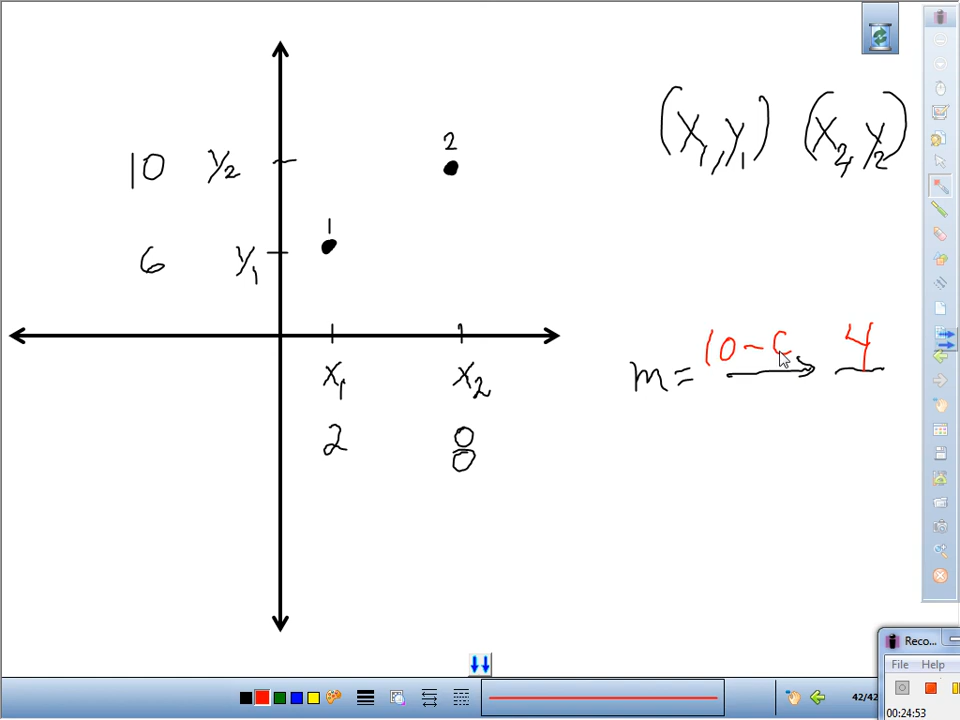 (X1, Y1) (X2, Y2)
2
10 Y2
1
6 Y1
m = 10 - 6 4
X1 X2
2 8
42/42
Reco...
File Help
00:24:53